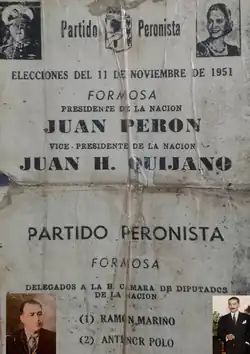 Partido Peronista
ELECCIONES DEL 11 DE NOVIEMBRE DE 1951
FORMOSA
PRESIDENTE DE LA NACION
JUAN PERON
VICE-PRESIDENTE DE LA NACION
JUAN H. QUIJANO
PARTIDO PERONISTA
FORMOSA
DELEGADOS A LA H. CAMARA DE DIPUTADOS
DE LA NACION
(1) RAMON MARIÑO
(2) ANTENOR POLO